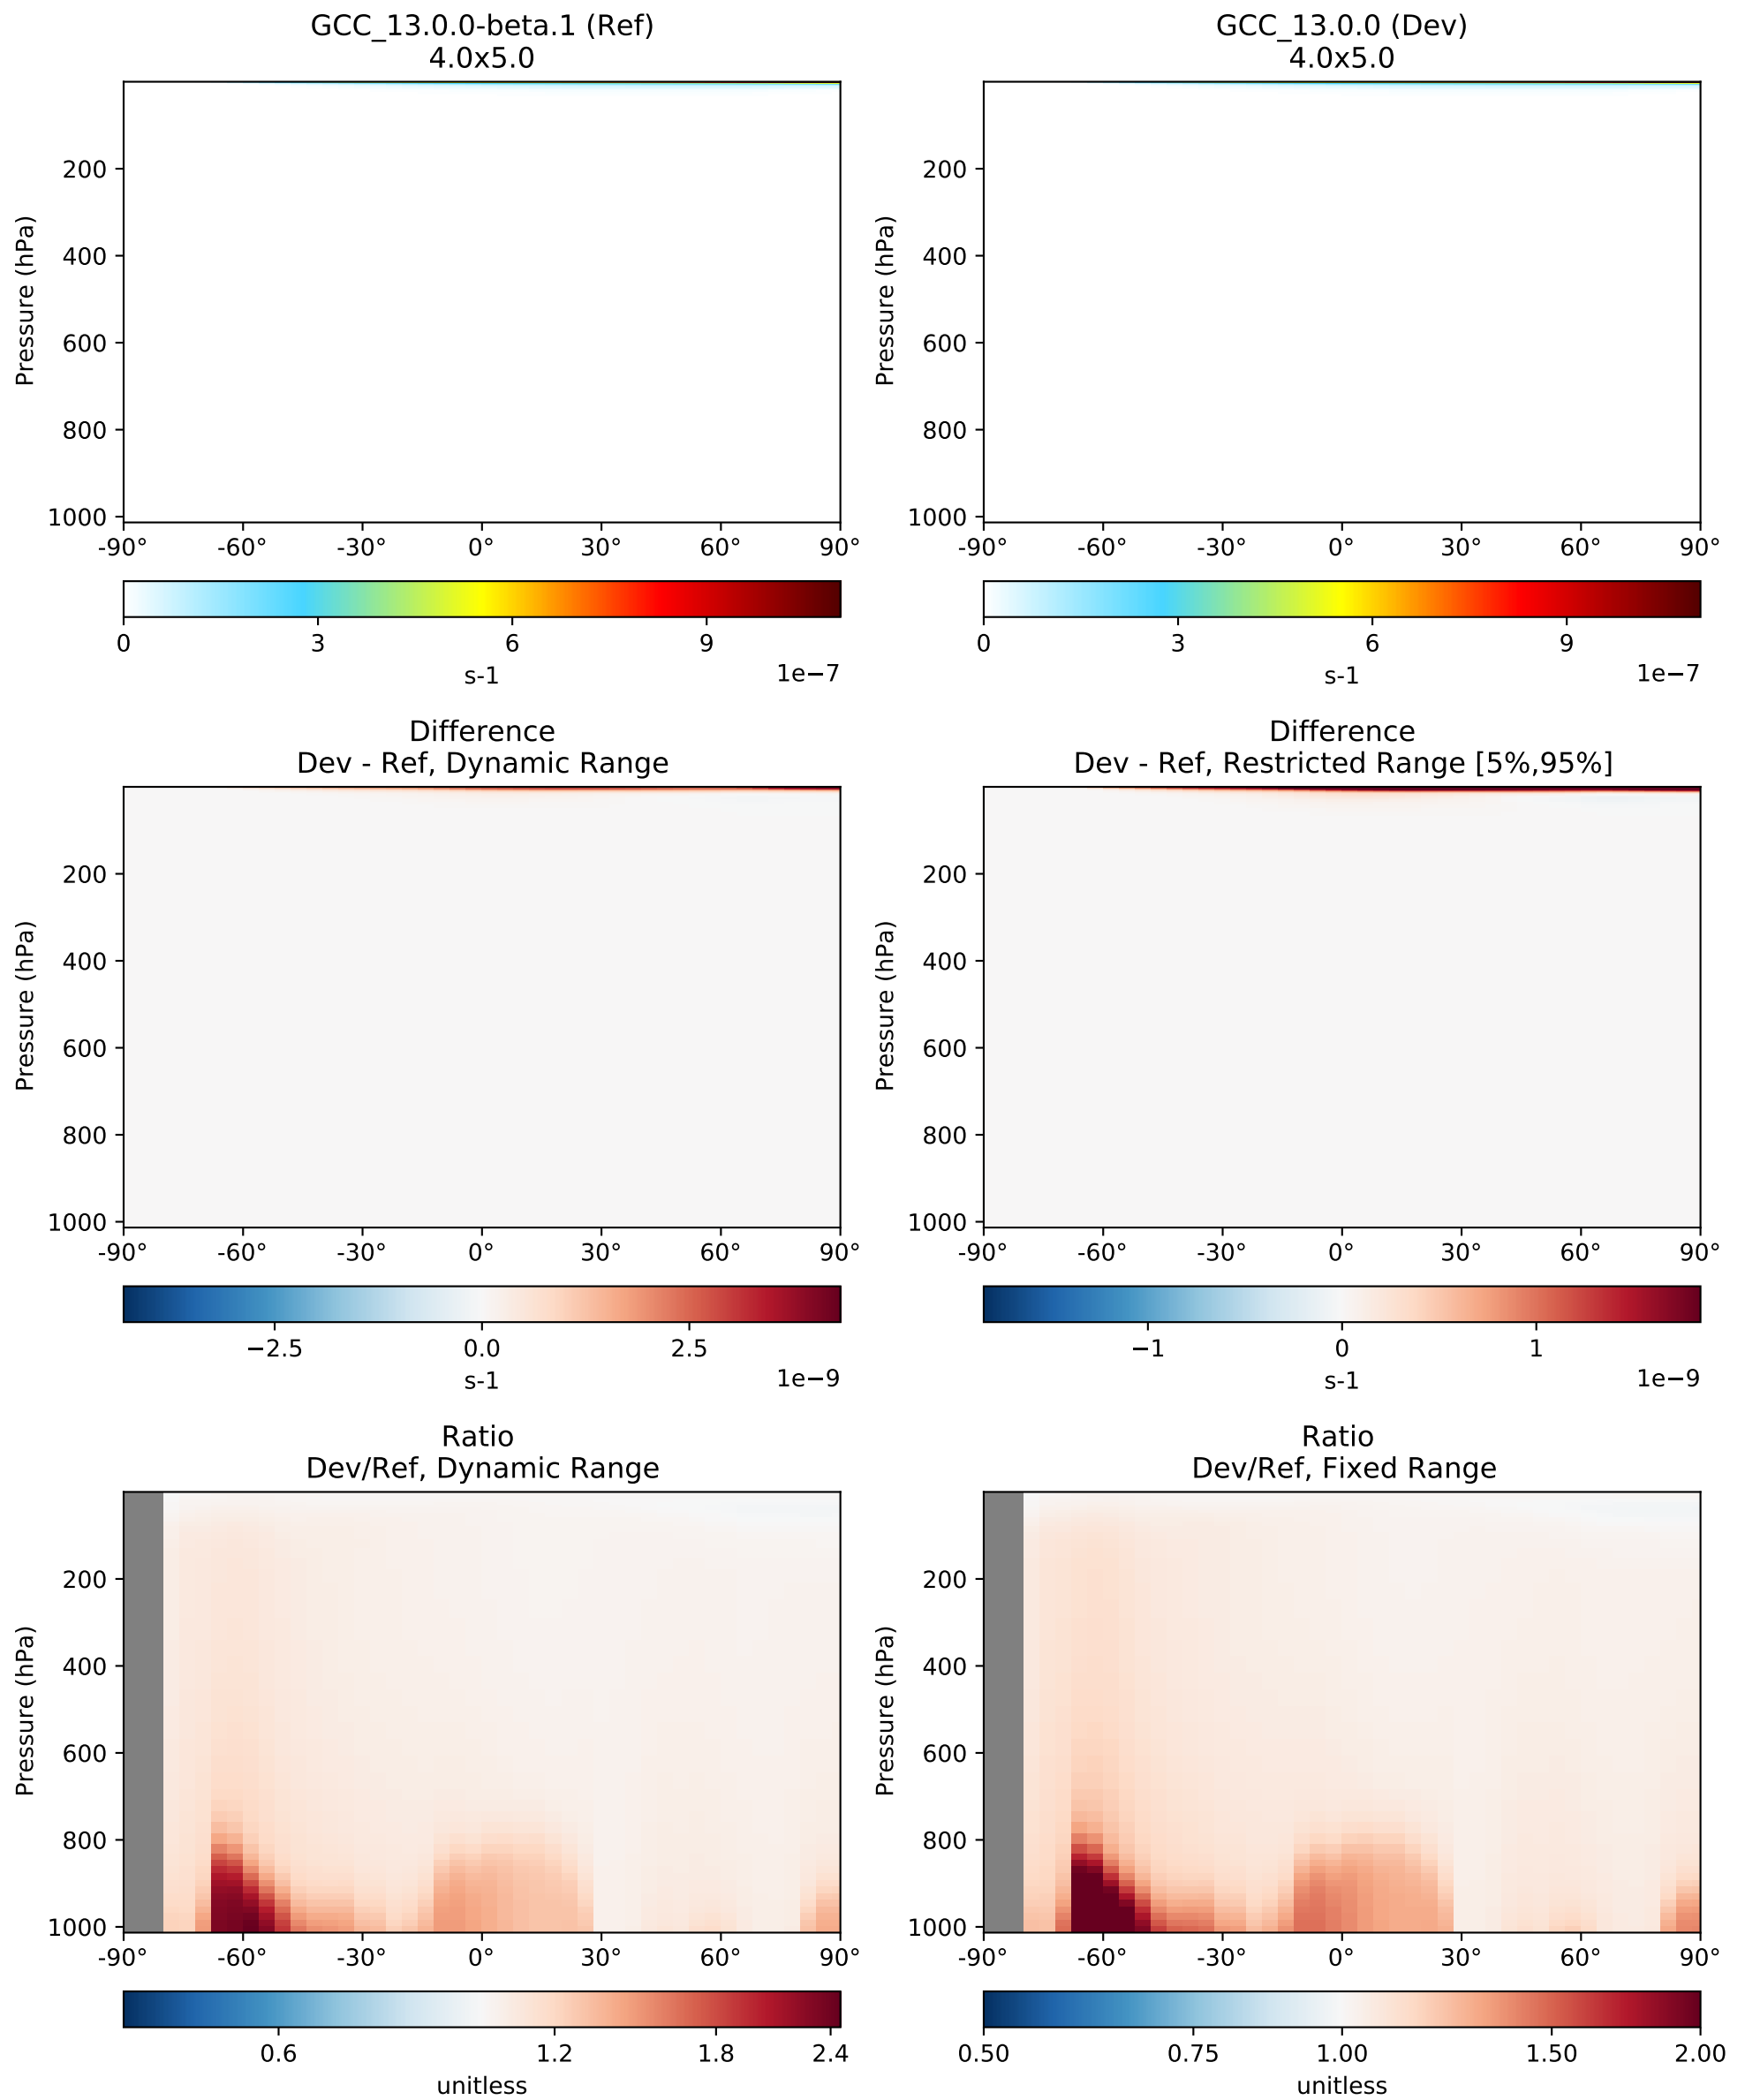 GCC_13.0.0-beta.1 (Ref)
4.0x5.0
Pressure (hPa)
200
400
600
800
1000
-90° -60° -30° 0° 30° 60° 90°
0 3 6 9
s-1 1e−7
GCC_13.0.0 (Dev)
4.0x5.0
Pressure (hPa)
200
400
600
800
1000
-90° -60° -30° 0° 30° 60° 90°
0 3 6 9
s-1 1e−7
Difference
Dev - Ref, Dynamic Range
Pressure (hPa)
200
400
600
800
1000
-90° -60° -30° 0° 30° 60° 90°
−2.5 0.0 2.5
s-1 1e−9
Difference
Dev - Ref, Restricted Range [5%,95%]
Pressure (hPa)
200
400
600
800
1000
-90° -60° -30° 0° 30° 60° 90°
−1 0 1
s-1 1e−9
Ratio
Dev/Ref, Dynamic Range
Pressure (hPa)
200
400
600
800
1000
-90° -60° -30° 0° 30° 60° 90°
0.6 1.2 1.8 2.4
unitless
Ratio
Dev/Ref, Fixed Range
Pressure (hPa)
200
400
600
800
1000
-90° -60° -30° 0° 30° 60° 90°
0.50 0.75 1.00 1.50 2.00
unitless